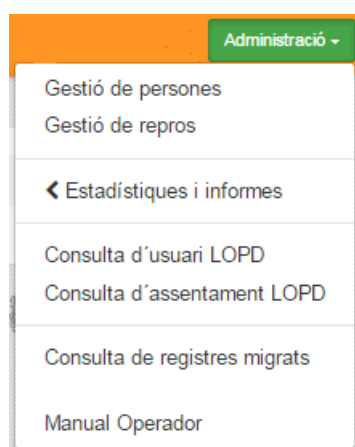 Administració
Gestió de persones
Gestió de repros
Estadístiques i informes
Consulta d´usuari LOPD
Consulta d´assentament LOPD
Consulta de registres migrats
Manual Operador